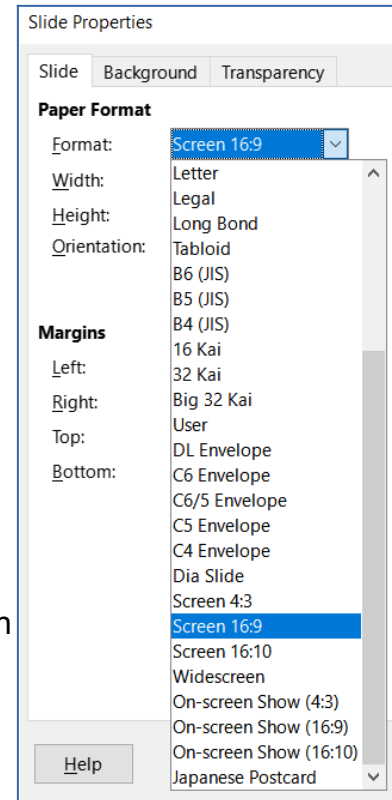 Slide Properties
Slide Background Transparency
Paper Format
Format: Screen 16:9
Width:
Height:
Orientation:
Margins
Left:
Right:
Top:
Bottom:
Letter
Legal
Long Bond
Tabloid
B6 (JIS)
B5 (JIS)
B4 (JIS)
16 Kai
32 Kai
Big 32 Kai
User
DL Envelope
C6 Envelope
C6/5 Envelope
C5 Envelope
C4 Envelope
Dia Slide
Screen 4:3
Screen 16:9
Screen 16:10
Widescreen
On-screen Show (4:3)
On-screen Show (16:9)
On-screen Show (16:10)
Japanese Postcard
Help